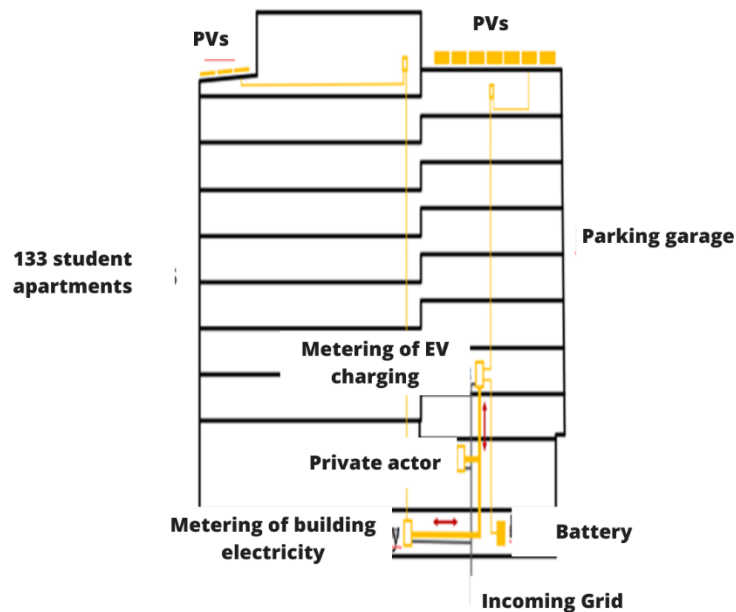 PVs
PVs
Parking garage
133 student
apartments
Metering of EV
charging
Private actor
Metering of building
electricity
Battery
Incoming Grid